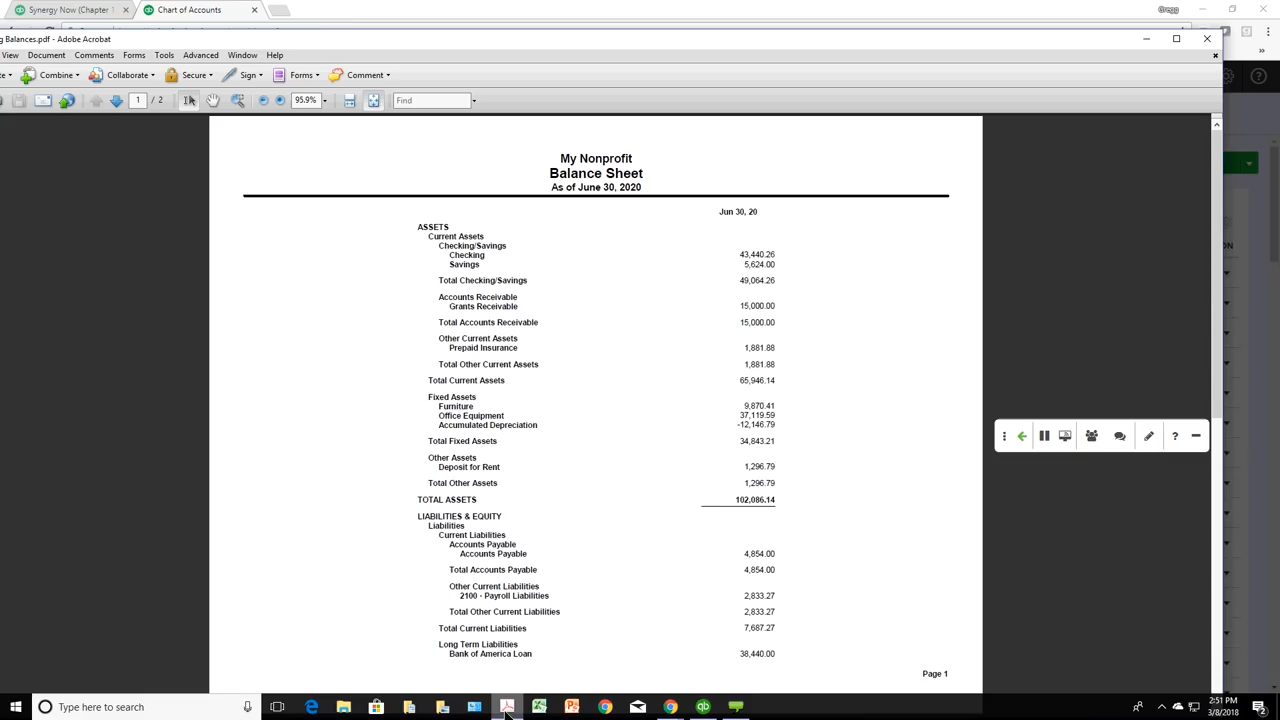 Synergy Now (Chapter 1
Chart of Accounts
Gregg
g Balances.pdf - Adobe Acrobat
View Document Comments Forms Tools Advanced Window Help
te Combine Collaborate Secure Sign Forms Comment
1 / 2 95.9% Find
My Nonprofit
Balance Sheet
As of June 30, 2020
Jun 30, 20
ASSETS
Current Assets
Checking/Savings
Checking 43,440.26
Savings 5,624.00
Total Checking/Savings 49,064.26
Accounts Receivable
Grants Receivable 15,000.00
Total Accounts Receivable 15,000.00
Other Current Assets
Prepaid Insurance 1,881.88
Total Other Current Assets 1,881.88
Total Current Assets 65,946.14
Fixed Assets
Furniture 9,870.41
Office Equipment 37,119.59
Accumulated Depreciation -12,146.79
Total Fixed Assets 34,843.21
Other Assets
Deposit for Rent 1,296.79
Total Other Assets 1,296.79
TOTAL ASSETS 102,086.14
LIABILITIES & EQUITY
Liabilities
Current Liabilities
Accounts Payable
Accounts Payable 4,854.00
Total Accounts Payable 4,854.00
Other Current Liabilities
2100 - Payroll Liabilities 2,833.27
Total Other Current Liabilities 2,833.27
Total Current Liabilities 7,687.27
Long Term Liabilities
Bank of America Loan 38,440.00
Page 1
ON
Type here to search
2:51 PM
3/8/2018
2